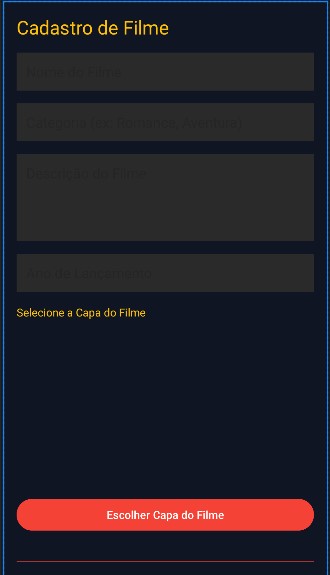 Cadastro de Filme
Nome do Filme
Categoria (ex: Romance, Aventura)
Descrição do Filme
Ano de Lançamento
Selecione a Capa do Filme
Escolher Capa do Filme